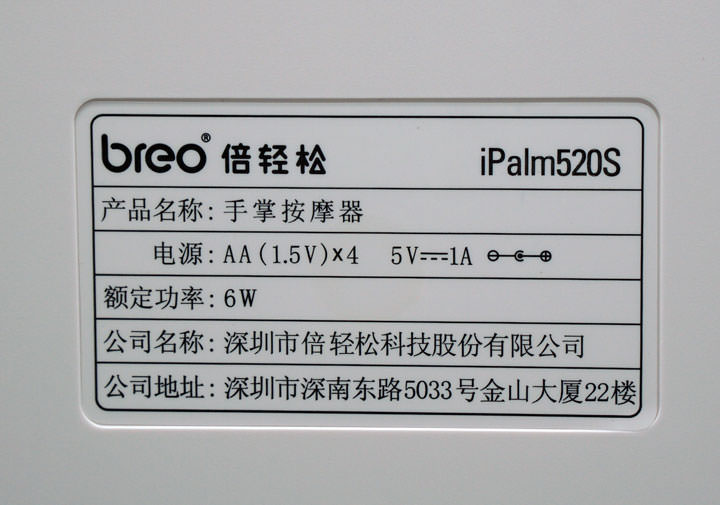 breo® 倍轻松 iPalm520S
产品名称: 手掌按摩器
电源: AA(1.5V)×4 5V⎓1A
额定功率: 6W
公司名称: 深圳市倍轻松科技股份有限公司
公司地址: 深圳市深南东路5033号金山大厦22楼